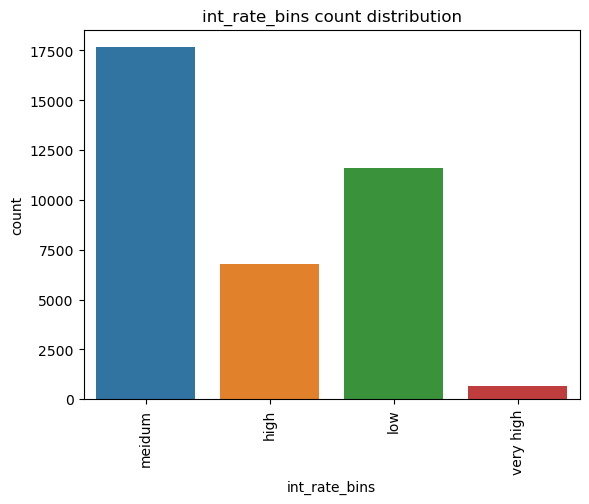 int_rate_bins count distribution
17500
15000
12500
10000
7500
5000
2500
0
count
meidum
high
low
very high
int_rate_bins